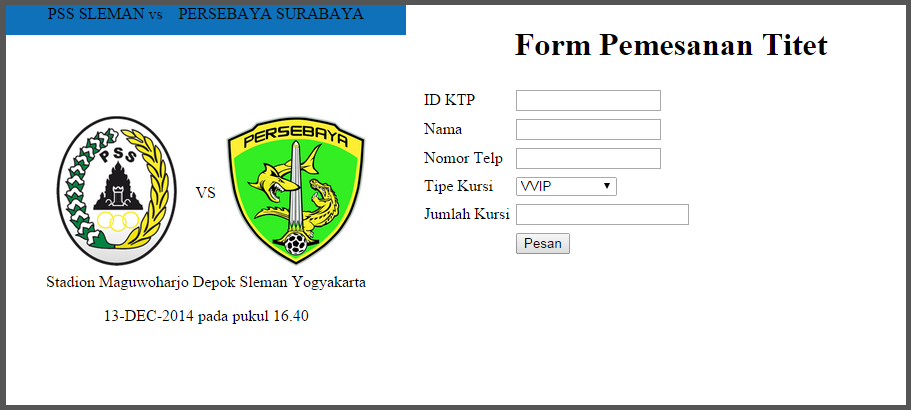 PSS SLEMAN vs PERSEBAYA SURABAYA
PSS
VS
PERSEBAYA
Stadion Maguwoharjo Depok Sleman Yogyakarta
13-DEC-2014 pada pukul 16.40
Form Pemesanan Titet
ID KTP
Nama
Nomor Telp
Tipe Kursi VVIP
Jumlah Kursi
Pesan